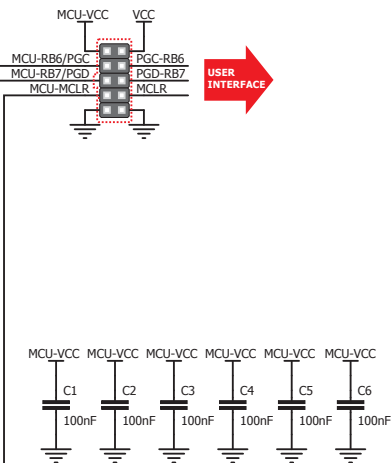 MCU-VCC VCC
MCU-RB6/PGC PGC-RB6
MCU-RB7/PGD PGD-RB7
MCU-MCLR MCLR
USER
INTERFACE
MCU-VCC MCU-VCC MCU-VCC MCU-VCC MCU-VCC MCU-VCC
C1 C2 C3 C4 C5 C6
100nF 100nF 100nF 100nF 100nF 100nF